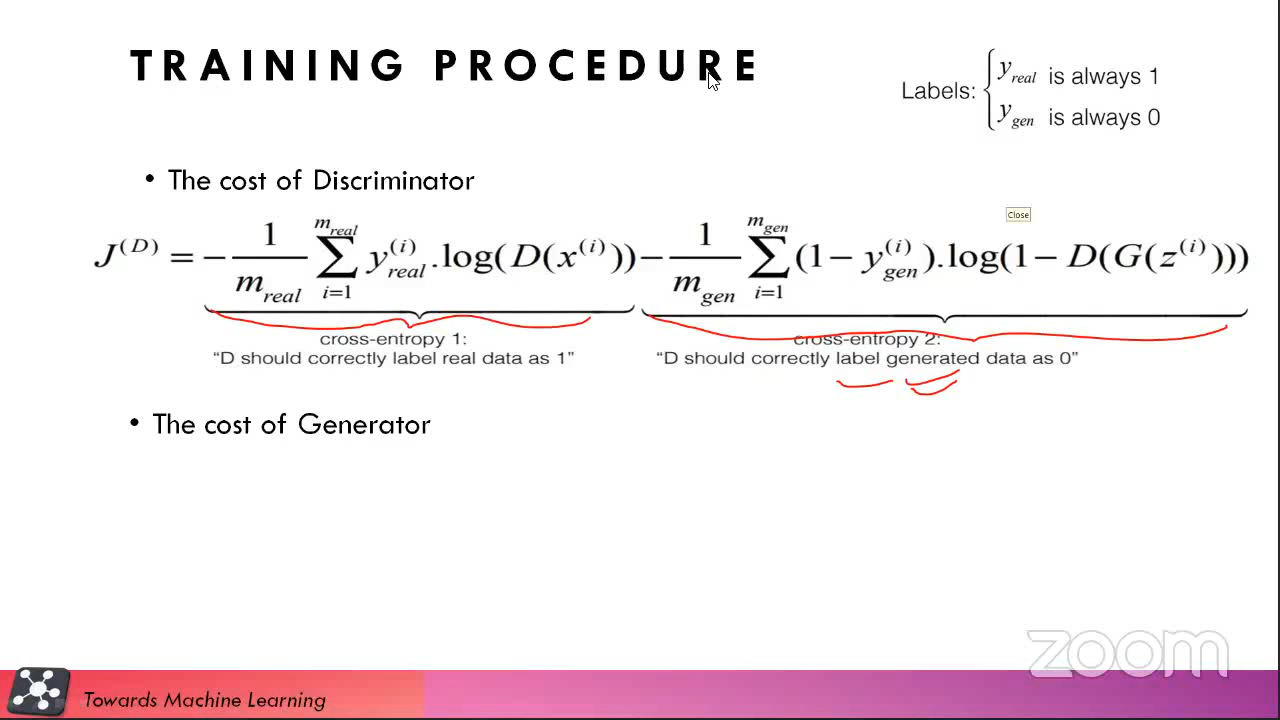 TRAINING PROCEDURE
Labels: { y_real is always 1
y_gen is always 0
• The cost of Discriminator
Close
J^(D) = −1/m_real ∑_{i=1}^{m_real} y_real^(i).log(D(x^(i))) − 1/m_gen ∑_{i=1}^{m_gen} (1 − y_gen^(i)).log(1 − D(G(z^(i))))
cross-entropy 1:
"D should correctly label real data as 1"
cross-entropy 2:
"D should correctly label generated data as 0"
• The cost of Generator
zoom
Towards Machine Learning